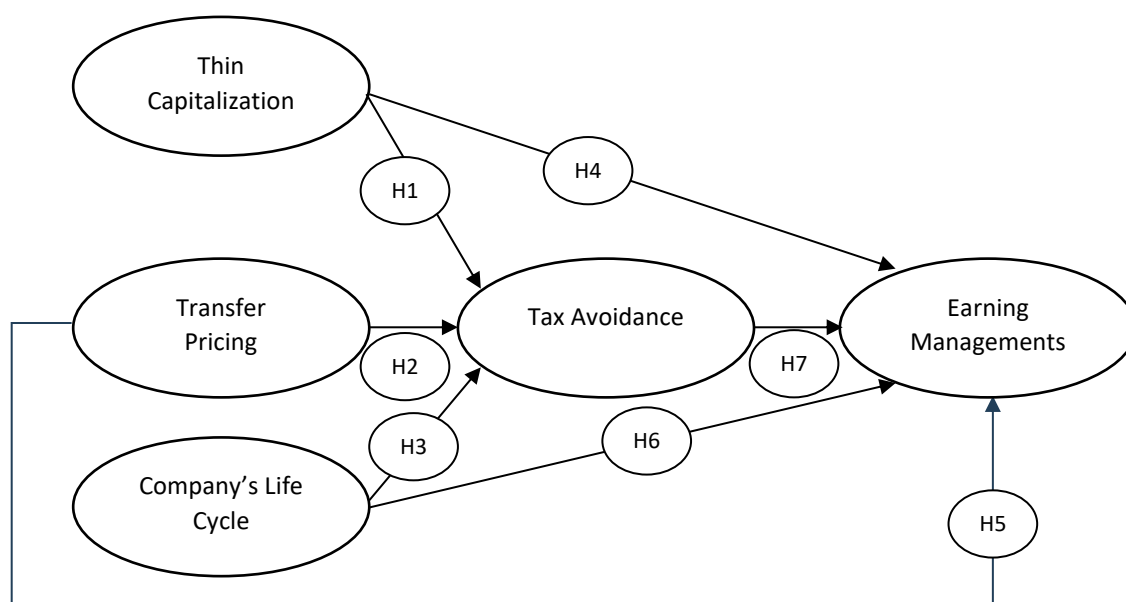 Thin
Capitalization
H4
H1
Transfer
Pricing
Tax Avoidance
Earning
Managements
H2
H7
H3
H6
Company’s Life
Cycle
H5